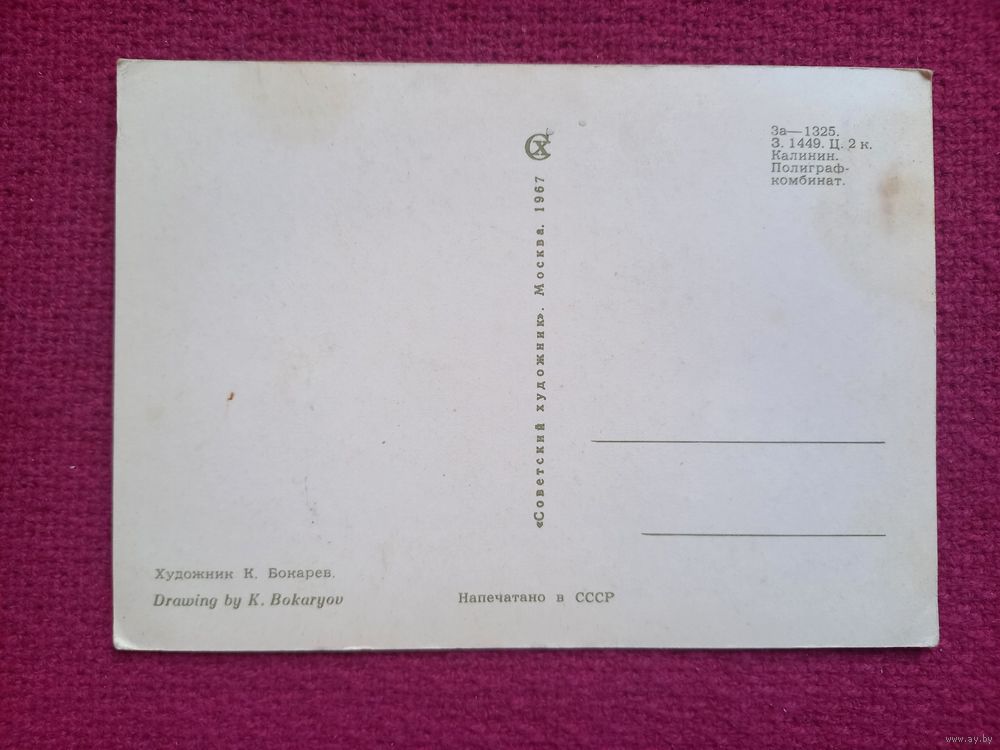 За—1325.
З. 1449. Ц. 2 к.
Калинин.
Полиграф-
комбинат.
СХ
«Советский художник». Москва. 1967
Художник К. Бокарев.
Drawing by K. Bokaryov
Напечатано в СССР
www.ay.by